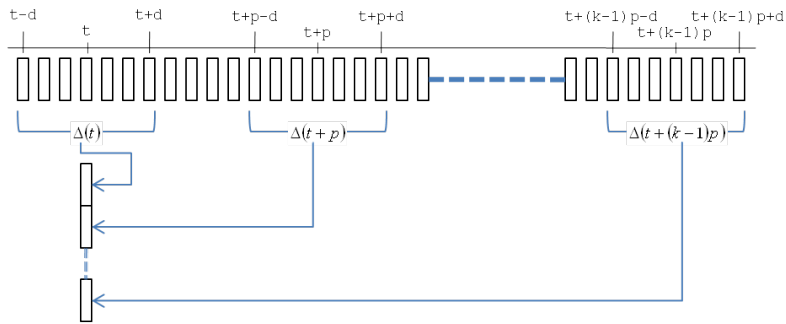 t-d t+d t+p-d t+p+d t+(k-1)p-d t+(k-1)p+d
t t+p t+(k-1)p
Δ(t) Δ(t+p) Δ(t+(k-1)p)